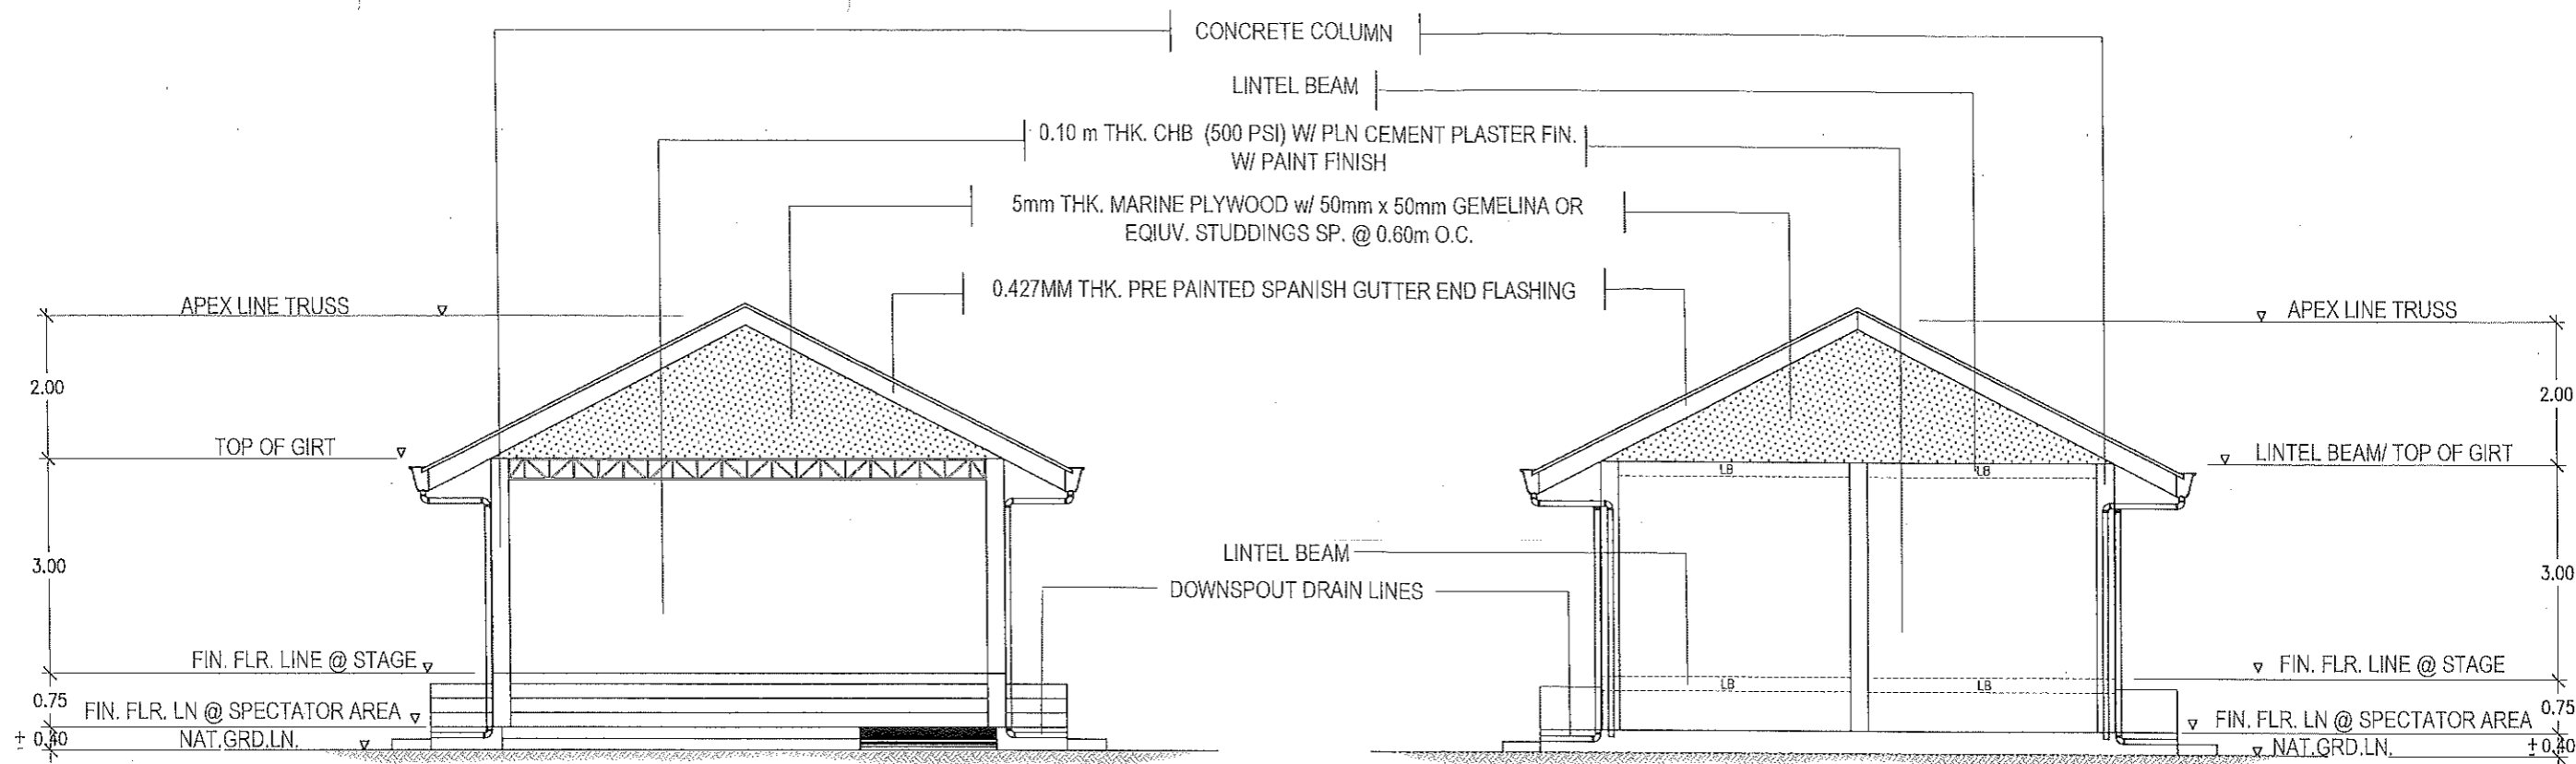 CONCRETE COLUMN
LINTEL BEAM
0.10 m THK. CHB (500 PSI) W/ PLN CEMENT PLASTER FIN.
W/ PAINT FINISH
5mm THK. MARINE PLYWOOD w/ 50mm x 50mm GEMELINA OR
EQIUV. STUDDINGS SP. @ 0.60m O.C.
0.427MM THK. PRE PAINTED SPANISH GUTTER END FLASHING
APEX LINE TRUSS
2.00
TOP OF GIRT
3.00
FIN. FLR. LINE @ STAGE
0.75
FIN. FLR. LN @ SPECTATOR AREA
± 0.40
NAT.GRD.LN.
LINTEL BEAM
DOWNSPOUT DRAIN LINES
LB
LB
LB
LB
APEX LINE TRUSS
2.00
LINTEL BEAM/ TOP OF GIRT
3.00
FIN. FLR. LINE @ STAGE
0.75
FIN. FLR. LN @ SPECTATOR AREA
NAT.GRD.LN.
± 0.40